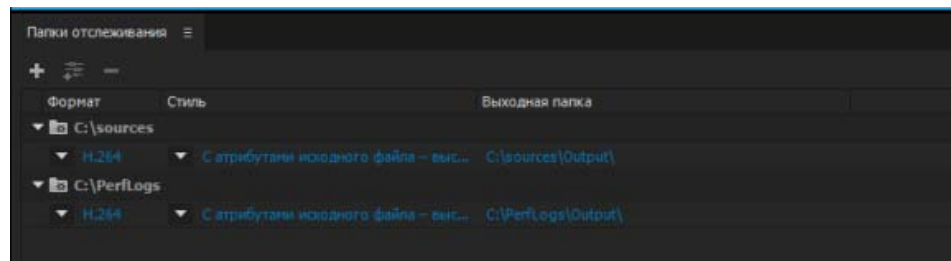 Папки отслеживания
Формат Стиль Выходная папка
C:\sources
H.264 С атрибутами исходного файла – выс... C:\sources\Output\
C:\PerfLogs
H.264 С атрибутами исходного файла – выс... C:\PerfLogs\Output\